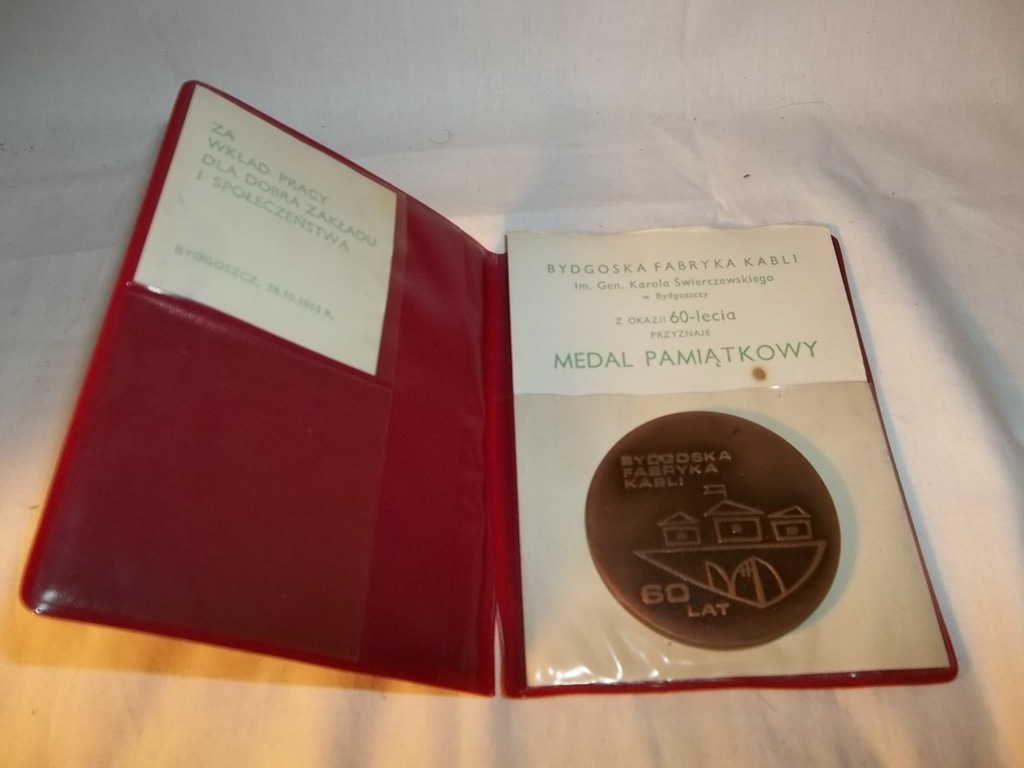 ZA
WKŁAD PRACY
DLA DOBRA ZAKŁADU
I SPOŁECZEŃSTWA
BYDGOSZCZ, 29.10.1983 R.
BYDGOSKA FABRYKA KABLI
im. Gen. Karola Świerczewskiego
w Bydgoszczy
Z OKAZJI 60-lecia
PRZYZNAJE
MEDAL PAMIĄTKOWY
BYDGOSKA
FABRYKA
KABLI
60
LAT